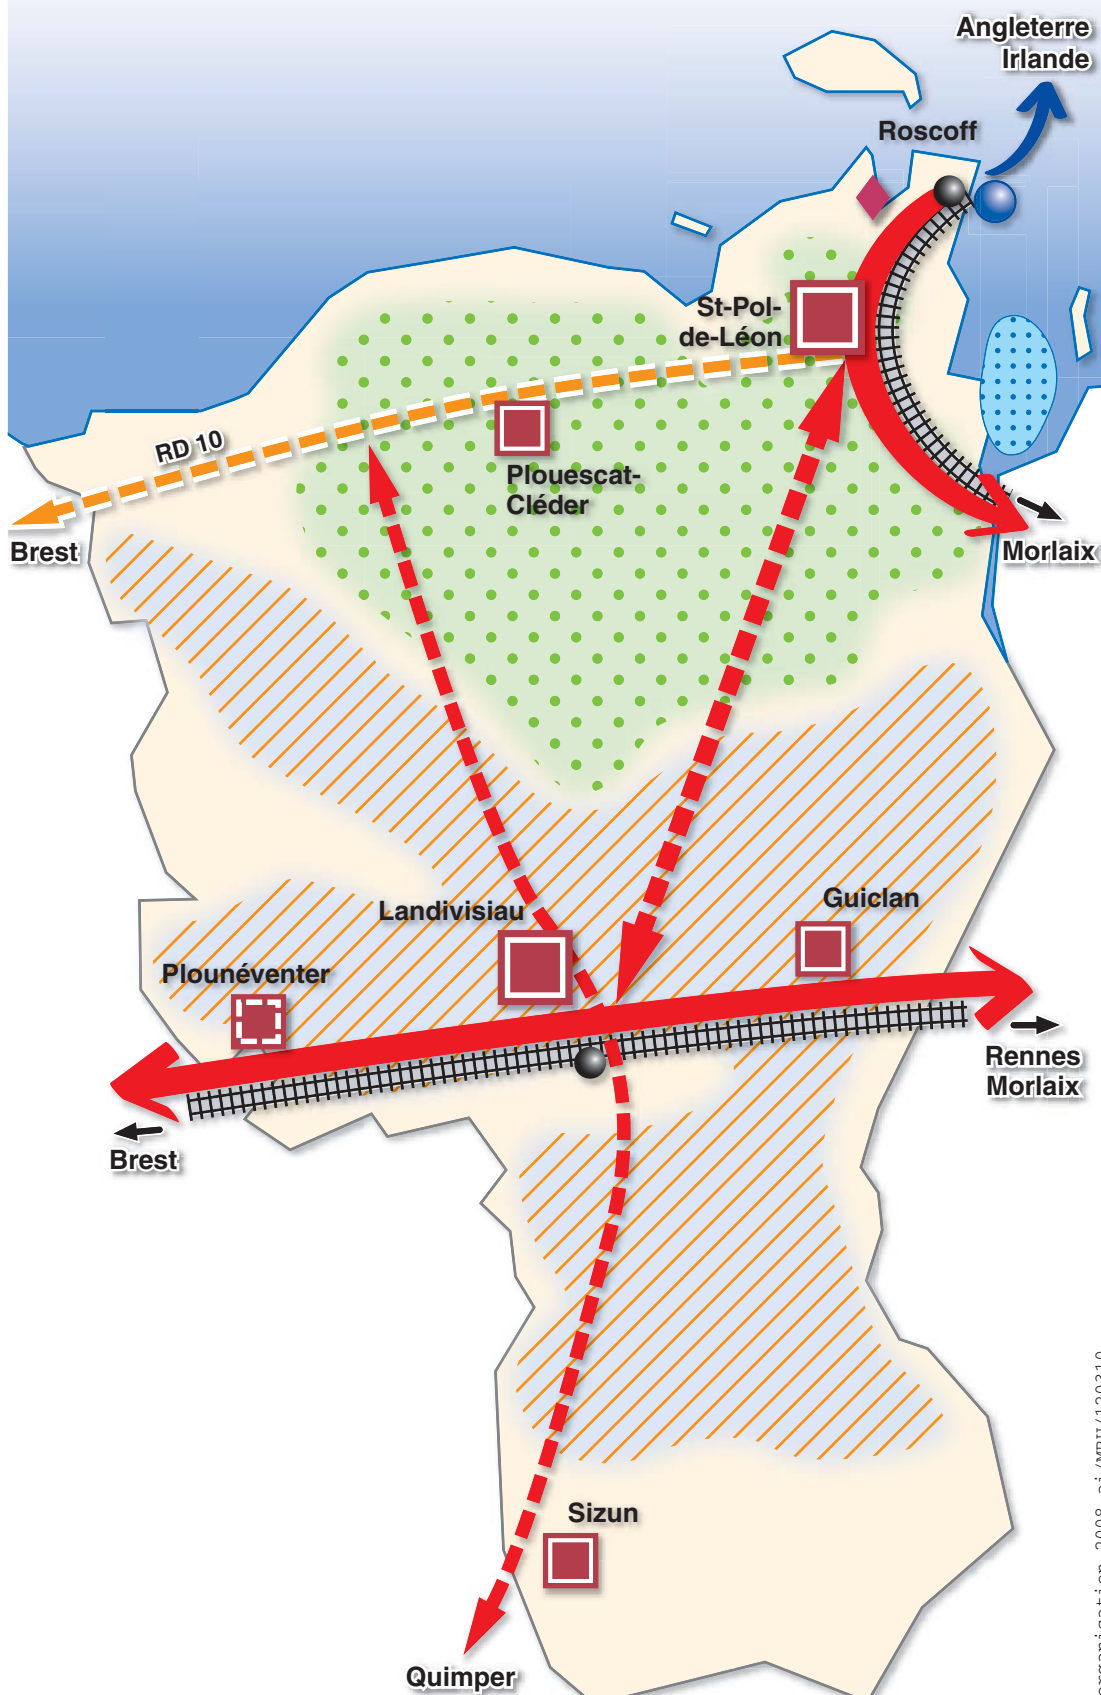 Angleterre
Irlande
Roscoff
St-Pol-
de-Léon
RD 10
Plouescat-
Cléder
Brest
Morlaix
Landivisiau
Guiclan
Plounéventer
Rennes
Morlaix
Brest
Sizun
Quimper